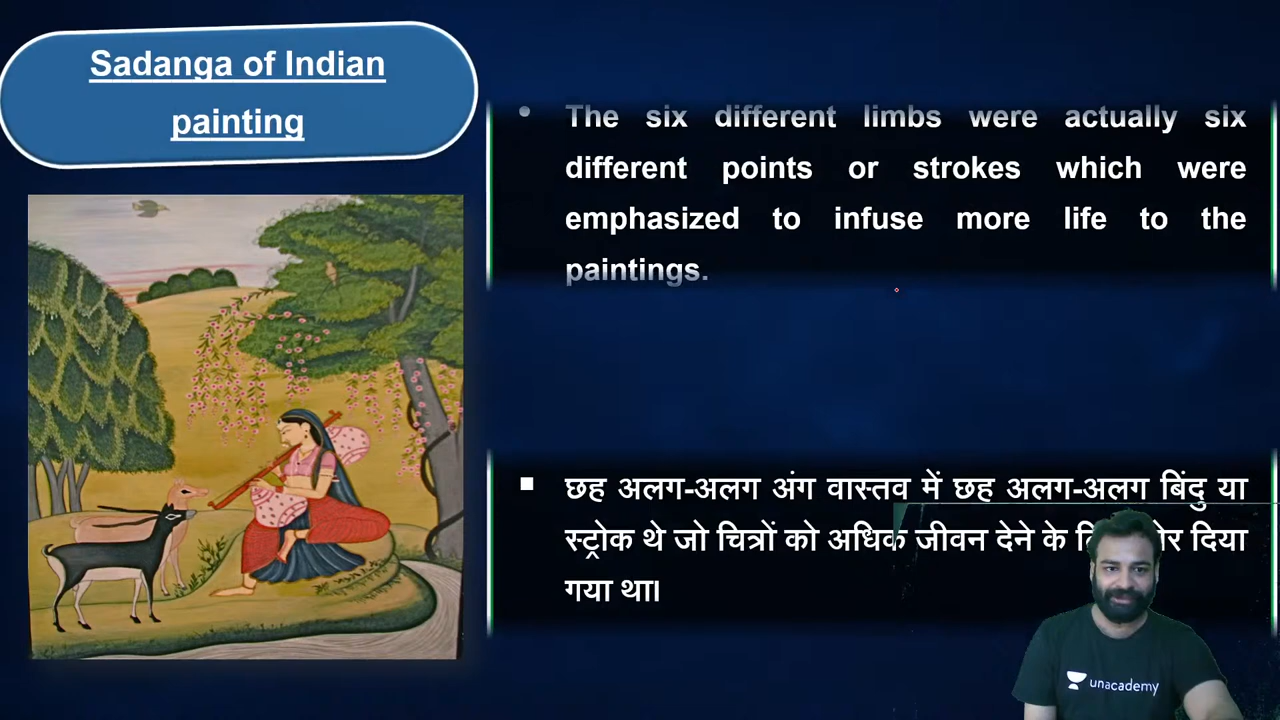 Sadanga of Indian
painting
• The six different limbs were actually six
different points or strokes which were
emphasized to infuse more life to the
paintings.
▪ छह अलग-अलग अंग वास्तव में छह अलग-अलग बिंदु या
स्ट्रोक थे जो चित्रों को अधिक जीवन देने के दिया
गया था।
unacademy